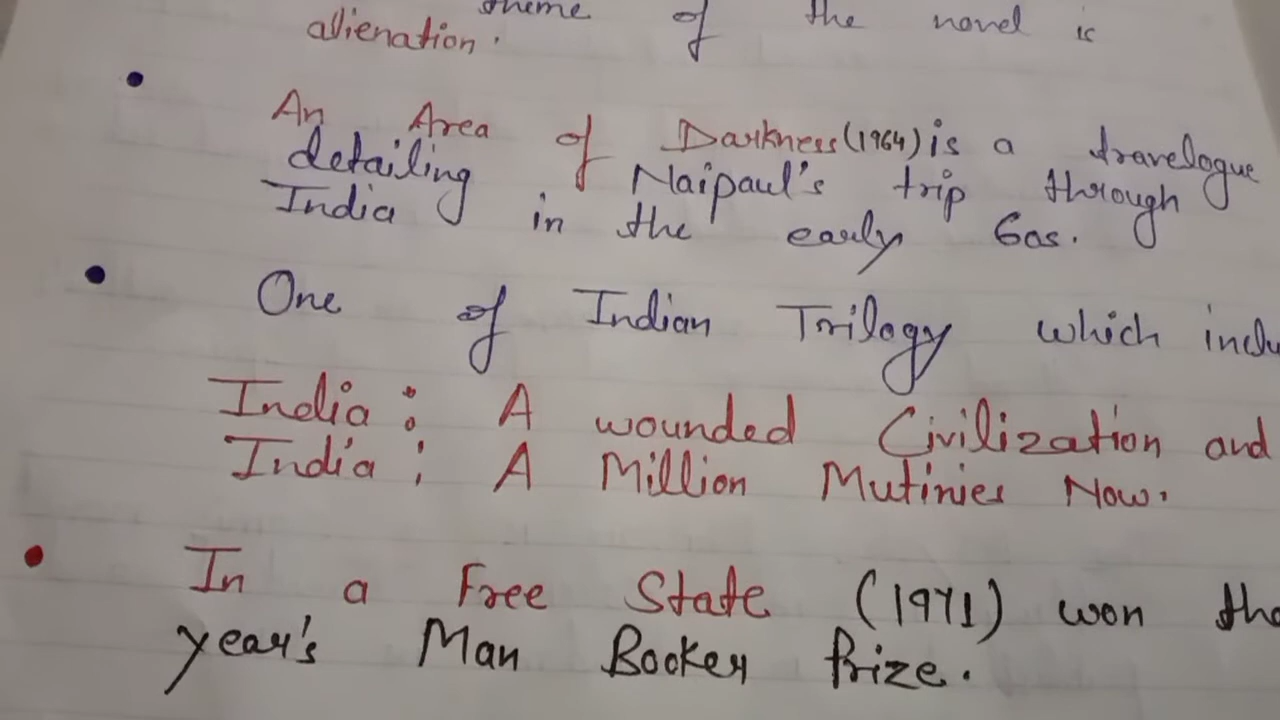 theme of the novel is
alienation.
An Area of Darkness (1964) is a travelogue
detailing Naipaul's trip through
India in the early 60s.
One of Indian Trilogy which inclu
India: A wounded Civilization and
India: A Million Mutinies Now.
In a Free State (1971) won tha
year's Man Booker Prize.